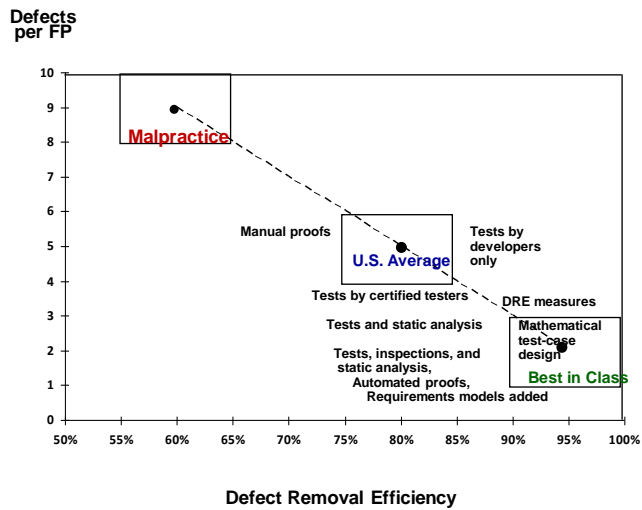 Defects
per FP
10
9
8
7
6
5
4
3
2
1
0
Malpractice
Manual proofs
Tests by
developers
only
U.S. Average
Tests by certified testers
DRE measures
Tests and static analysis
Mathematical
test-case
design
Tests, inspections, and
static analysis,
Automated proofs,
Requirements models added
Best in Class
50% 55% 60% 65% 70% 75% 80% 85% 90% 95% 100%
Defect Removal Efficiency